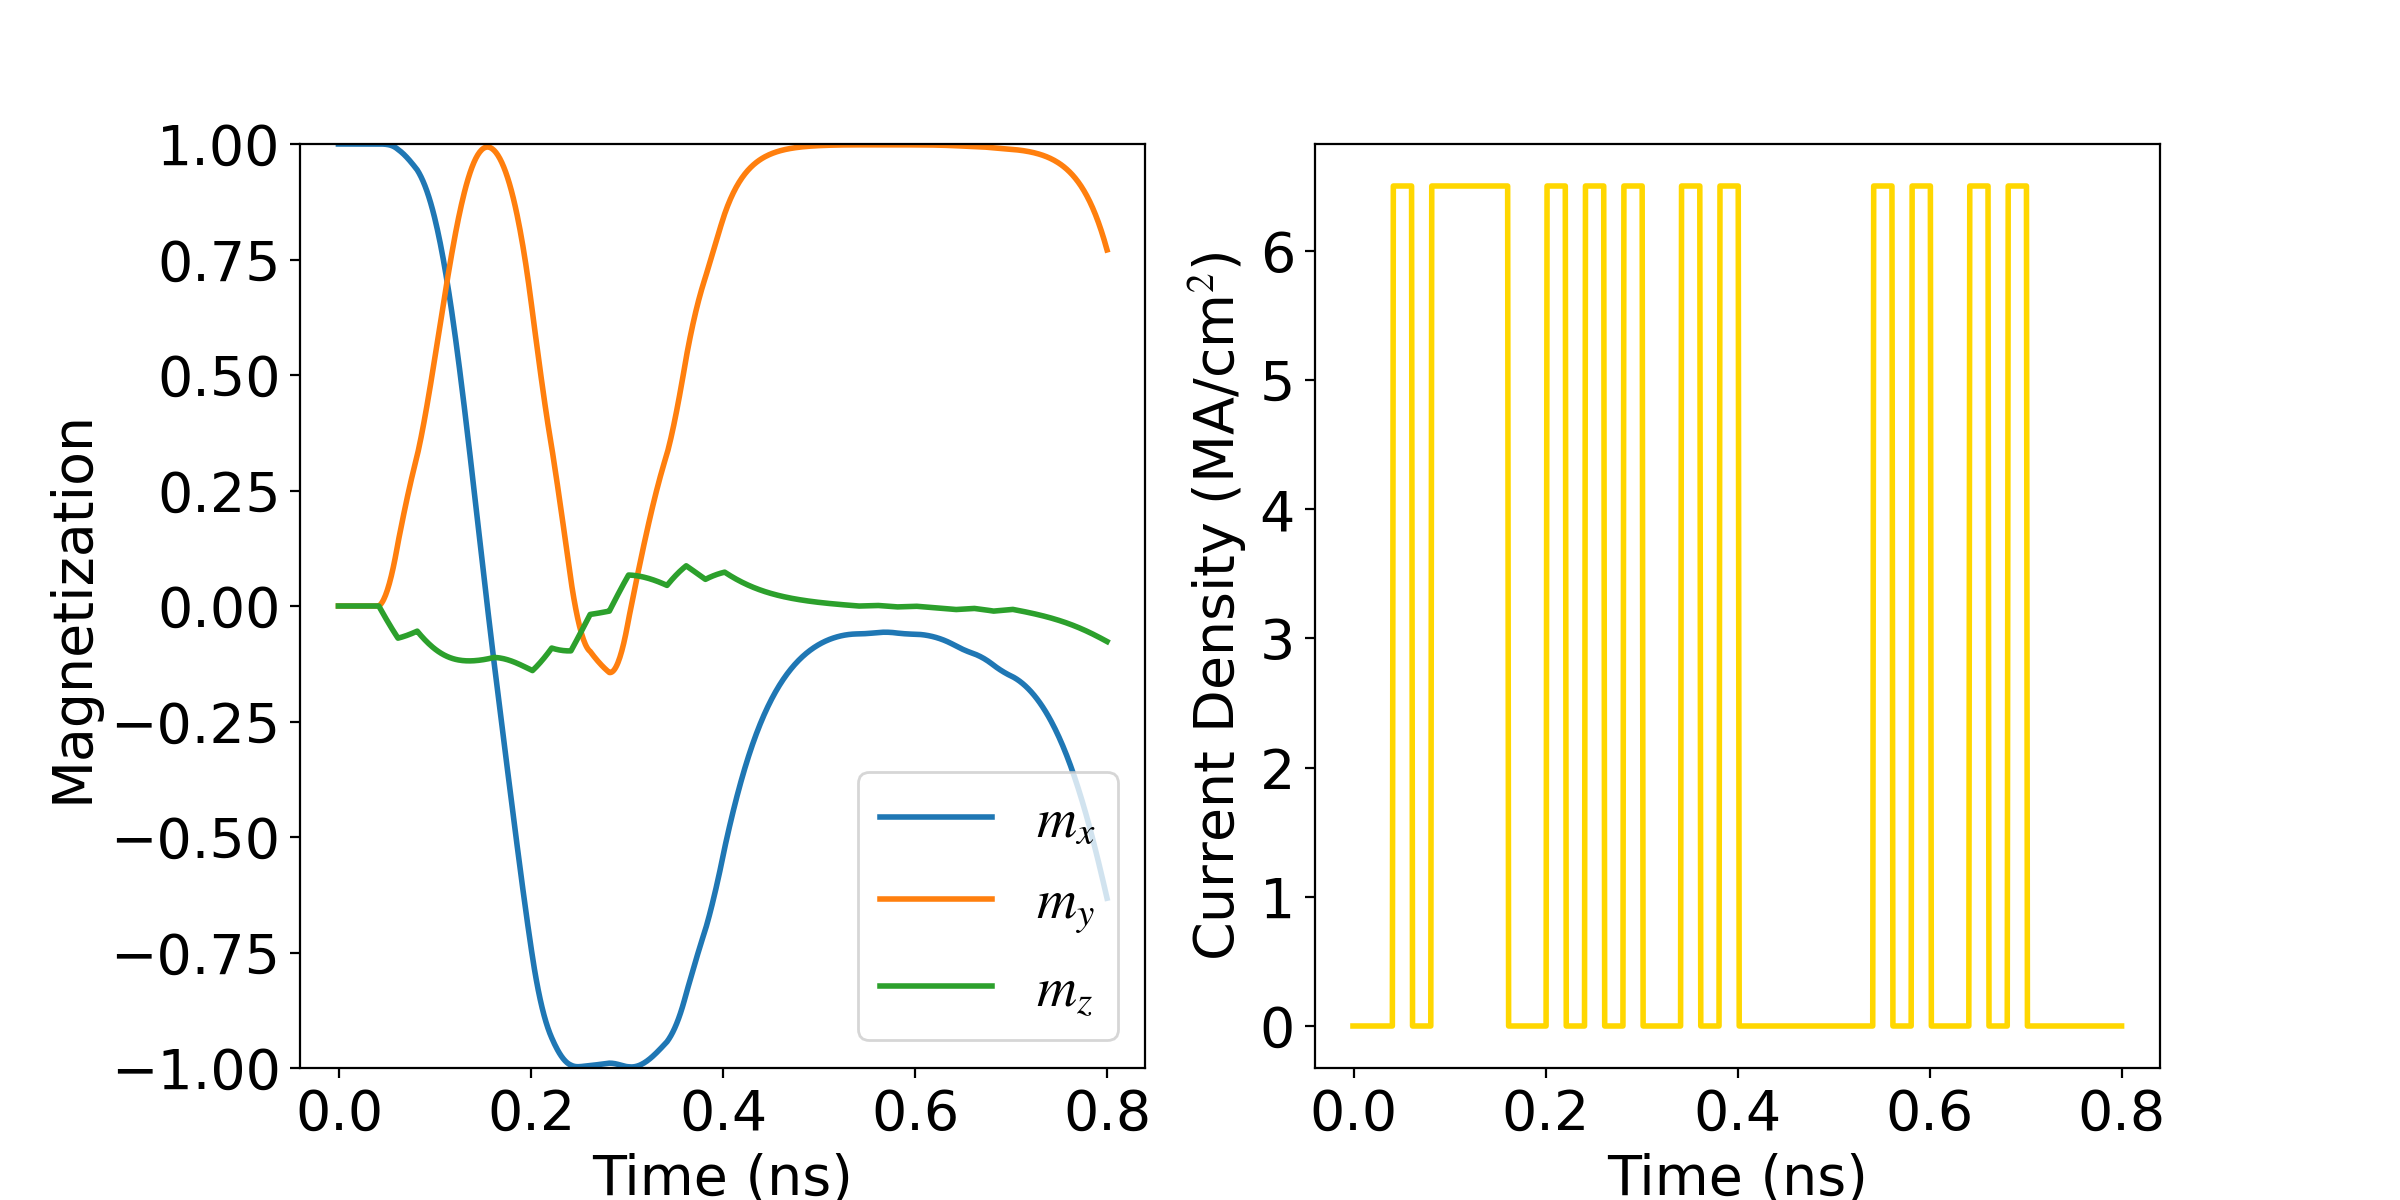 Magnetization
1.00
0.75
0.50
0.25
0.00
−0.25
−0.50
−0.75
−1.00
0.0 0.2 0.4 0.6 0.8
Time (ns)
m_x
m_y
m_z
Current Density (MA/cm²)
6
5
4
3
2
1
0
0.0 0.2 0.4 0.6 0.8
Time (ns)